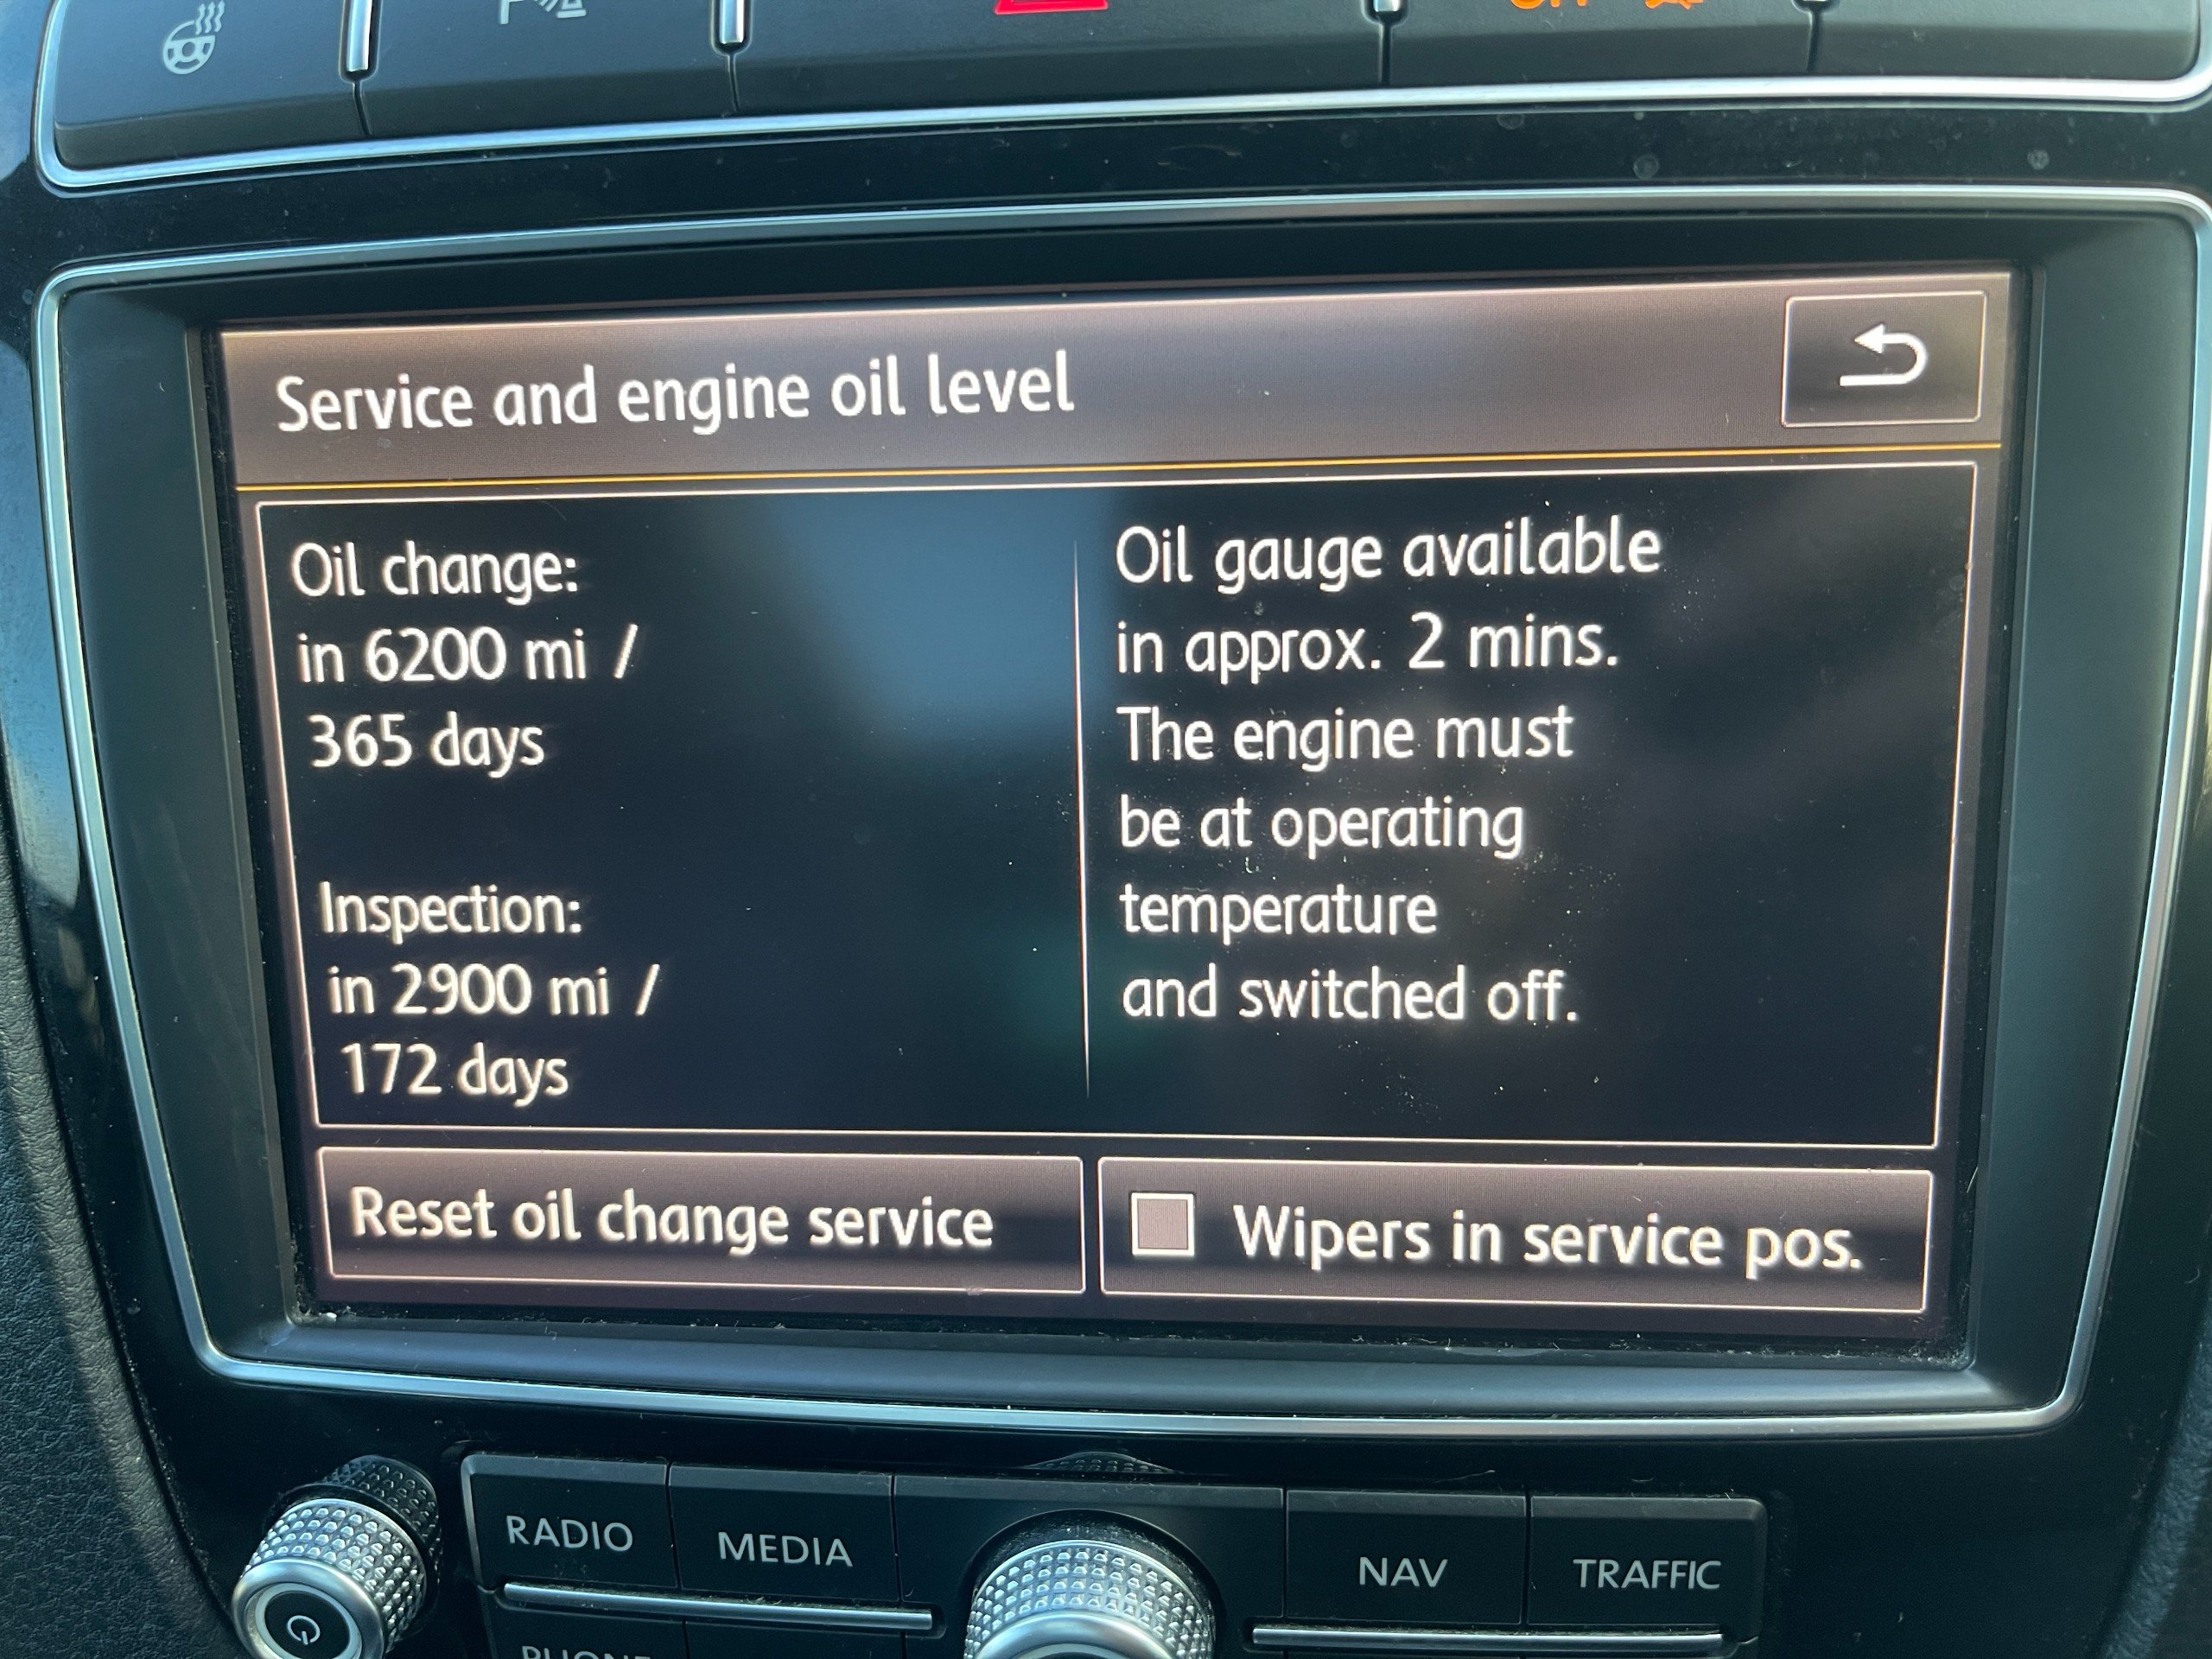 Service and engine oil level
Oil change:
in 6200 mi /
365 days
Inspection:
in 2900 mi /
172 days
Oil gauge available
in approx. 2 mins.
The engine must
be at operating
temperature
and switched off.
Reset oil change service
Wipers in service pos.
RADIO
MEDIA
NAV
TRAFFIC